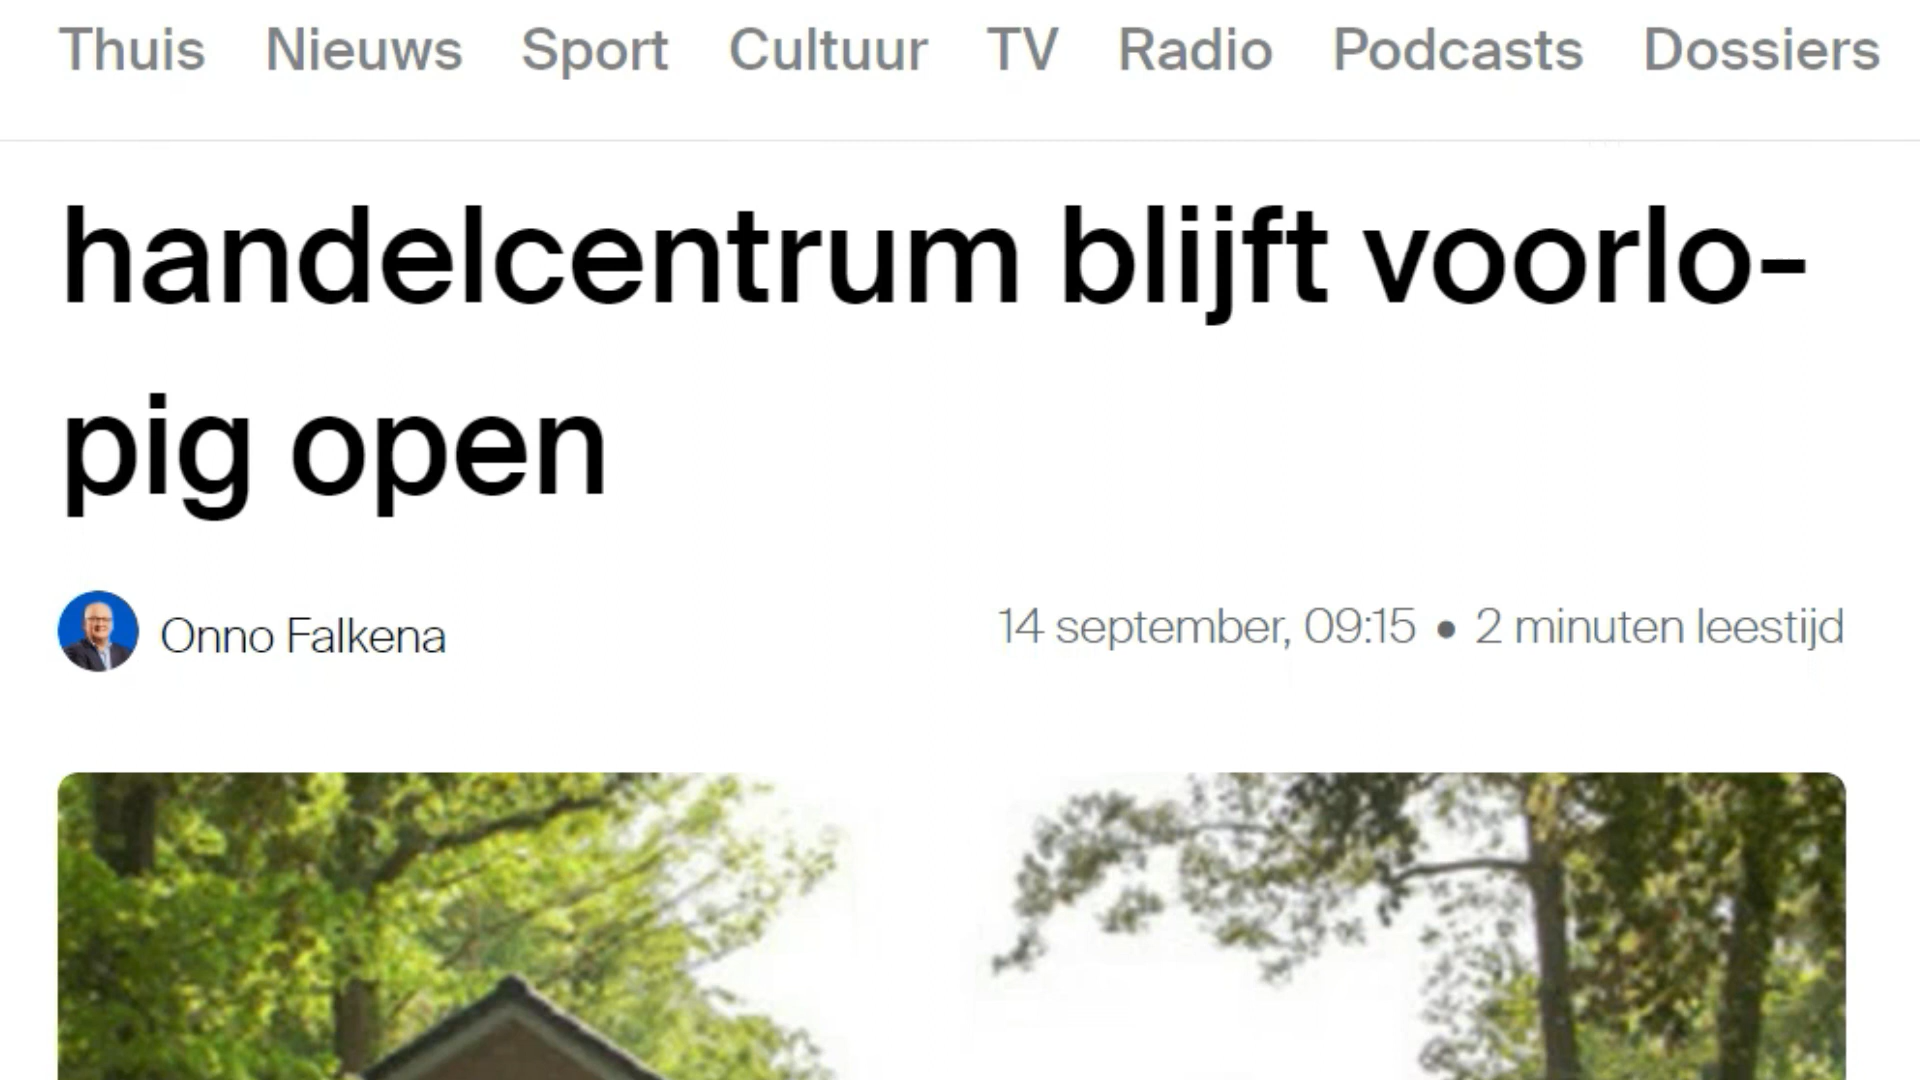 Thuis Nieuws Sport Cultuur TV Radio Podcasts Dossiers
handelcentrum blijft voorlo-
pig open
Onno Falkena 14 september, 09:15 • 2 minuten leestijd